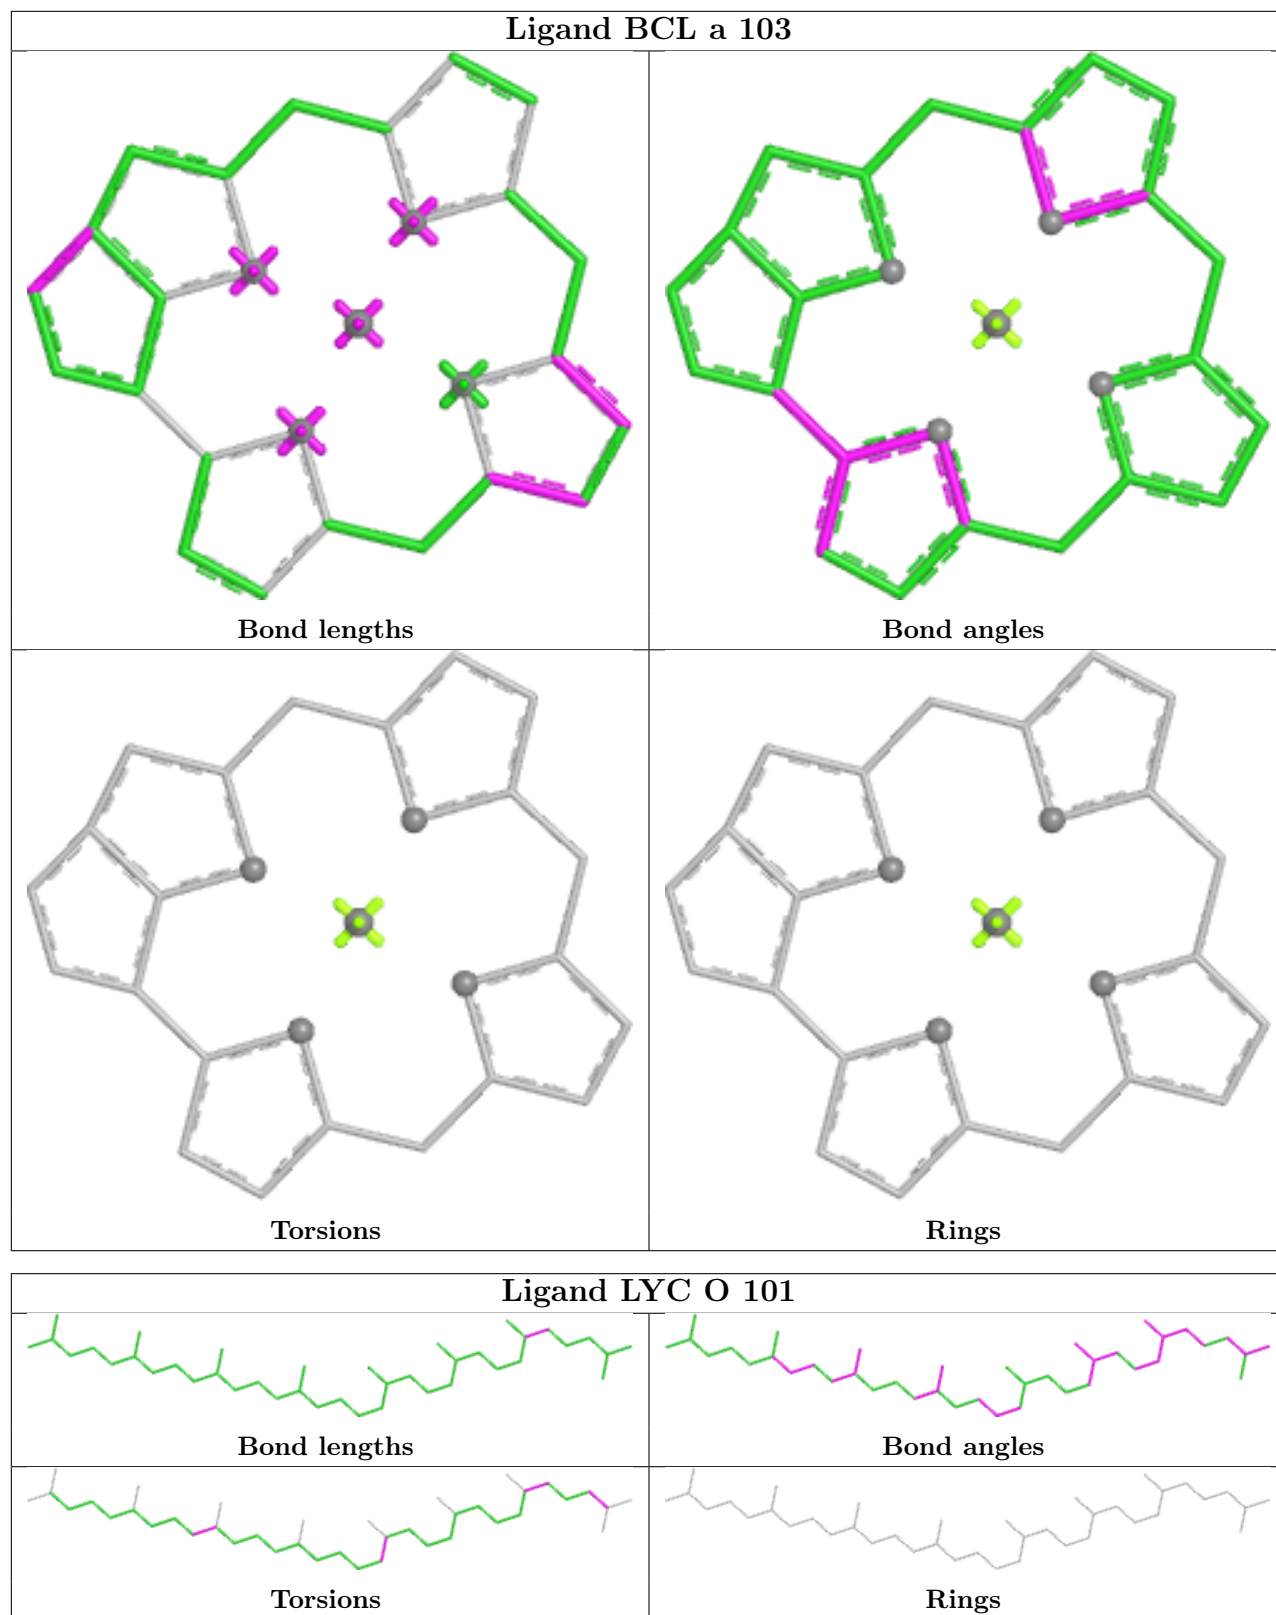 Ligand BCL a 103
Bond lengths
Bond angles
Torsions
Rings
Ligand LYC O 101
Bond lengths
Bond angles
Torsions
Rings